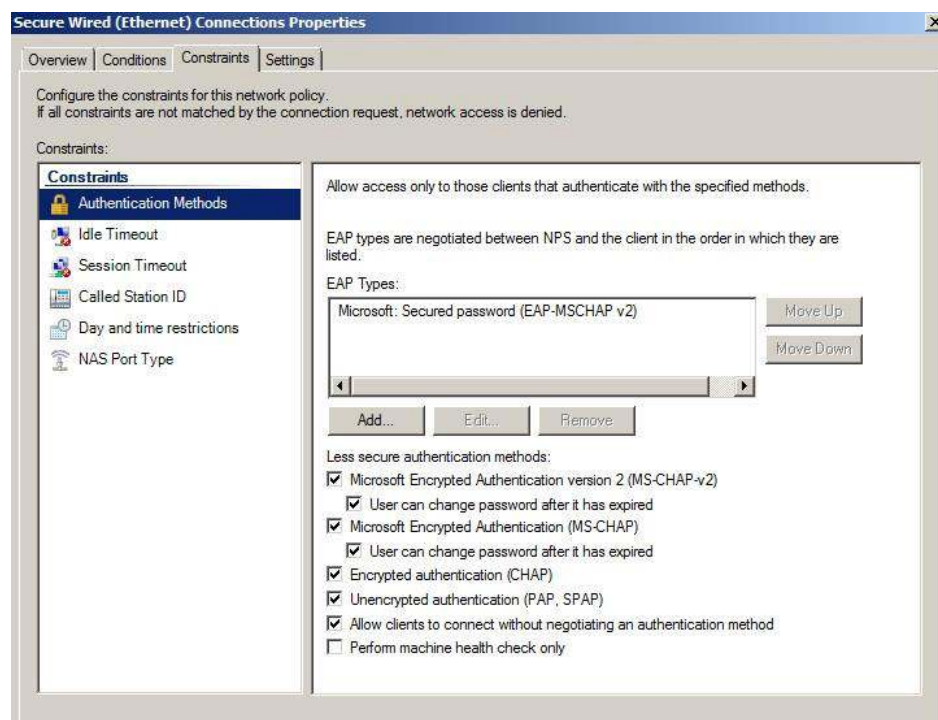 Secure Wired (Ethernet) Connections Properties
Overview Conditions Constraints Settings
Configure the constraints for this network policy.
If all constraints are not matched by the connection request, network access is denied.
Constraints:
Constraints
Authentication Methods
Idle Timeout
Session Timeout
Called Station ID
Day and time restrictions
NAS Port Type
Allow access only to those clients that authenticate with the specified methods.
EAP types are negotiated between NPS and the client in the order in which they are
listed.
EAP Types:
Microsoft: Secured password (EAP-MSCHAP v2)
Move Up
Move Down
Add... Edit... Remove
Less secure authentication methods:
Microsoft Encrypted Authentication version 2 (MS-CHAP-v2)
User can change password after it has expired
Microsoft Encrypted Authentication (MS-CHAP)
User can change password after it has expired
Encrypted authentication (CHAP)
Unencrypted authentication (PAP, SPAP)
Allow clients to connect without negotiating an authentication method
Perform machine health check only